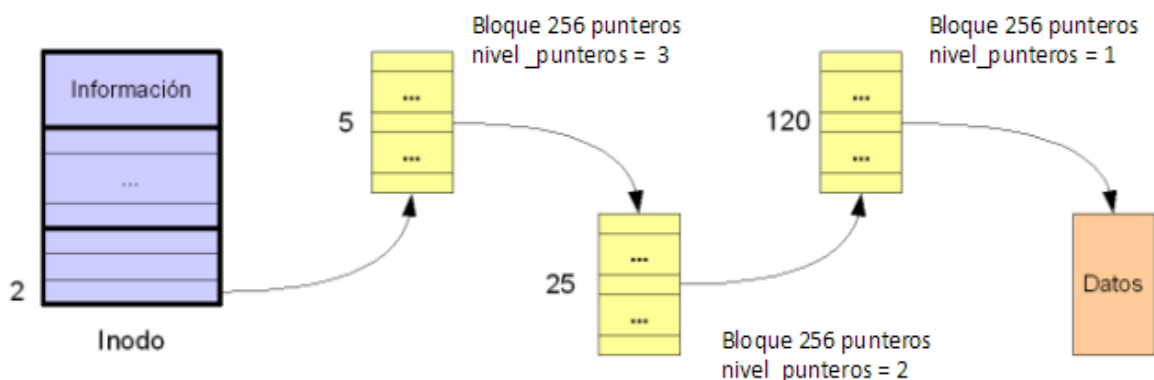 Bloque 256 punteros
nivel _punteros = 3
Bloque 256 punteros
nivel_punteros = 1
Información
...
2
Inodo
5
...
...
25
...
...
Bloque 256 punteros
nivel_punteros = 2
120
...
...
Datos